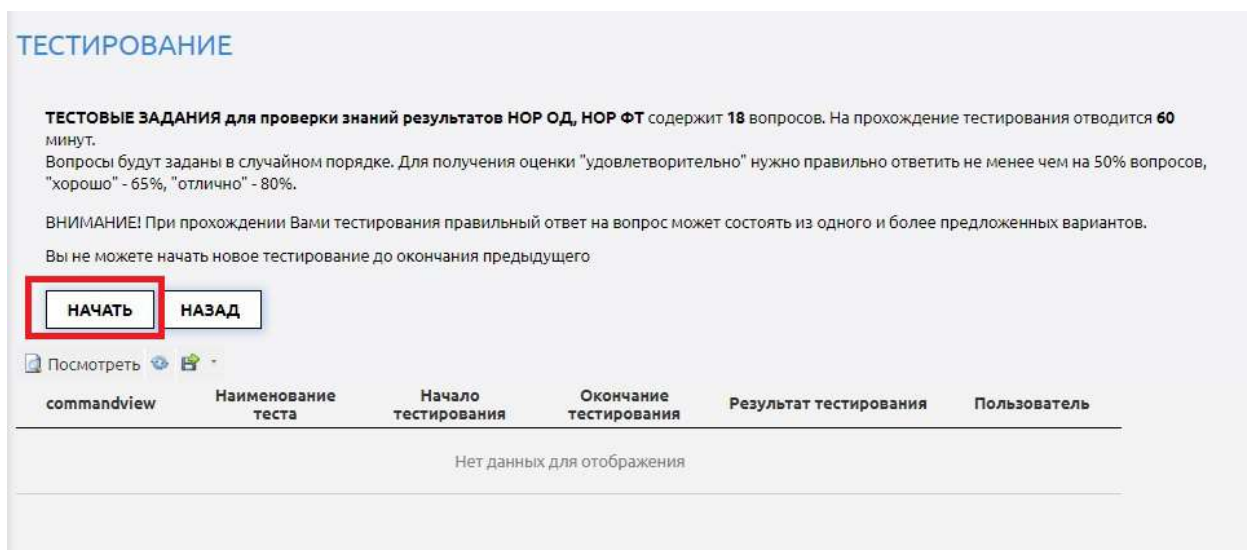 ТЕСТИРОВАНИЕ
ТЕСТОВЫЕ ЗАДАНИЯ для проверки знаний результатов НОР ОД, НОР ФТ содержит 18 вопросов. На прохождение тестирования отводится 60
минут.
Вопросы будут заданы в случайном порядке. Для получения оценки "удовлетворительно" нужно правильно ответить не менее чем на 50% вопросов,
"хорошо" - 65%, "отлично" - 80%.
ВНИМАНИЕ! При прохождении Вами тестирования правильный ответ на вопрос может состоять из одного и более предложенных вариантов.
Вы не можете начать новое тестирование до окончания предыдущего
НАЧАТЬ НАЗАД
Посмотреть
commandview Наименование теста Начало тестирования Окончание тестирования Результат тестирования Пользователь
Нет данных для отображения